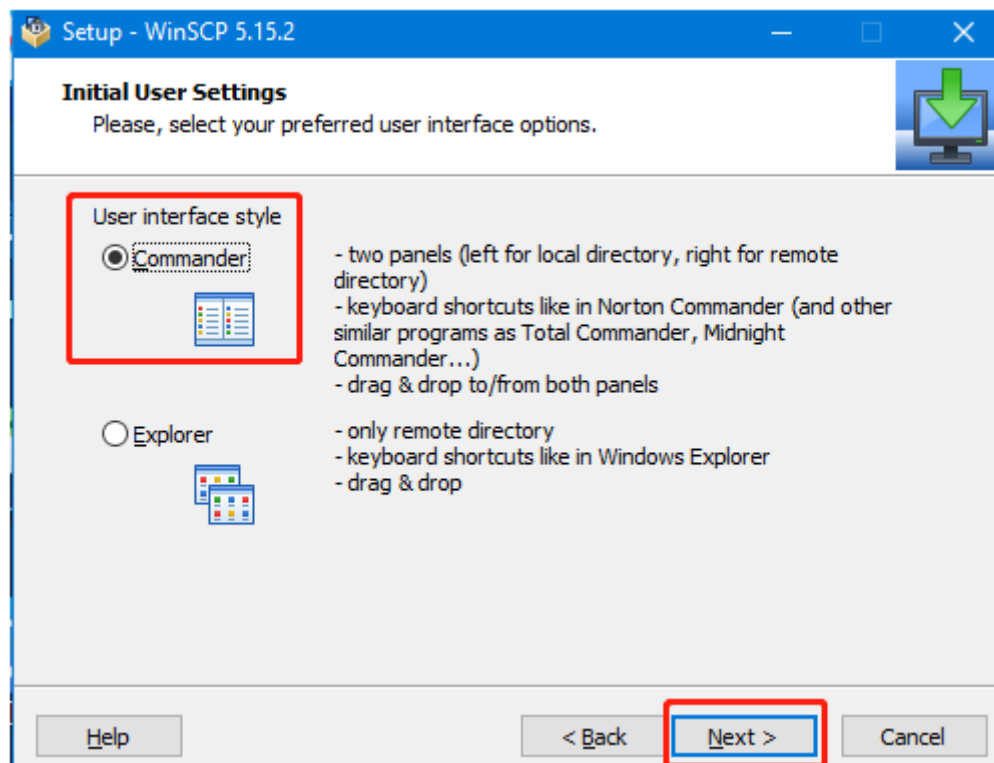 Setup - WinSCP 5.15.2
Initial User Settings
Please, select your preferred user interface options.
User interface style
Commander
- two panels (left for local directory, right for remote
directory)
- keyboard shortcuts like in Norton Commander (and other
similar programs as Total Commander, Midnight
Commander...)
- drag & drop to/from both panels
Explorer
- only remote directory
- keyboard shortcuts like in Windows Explorer
- drag & drop
Help
< Back
Next >
Cancel